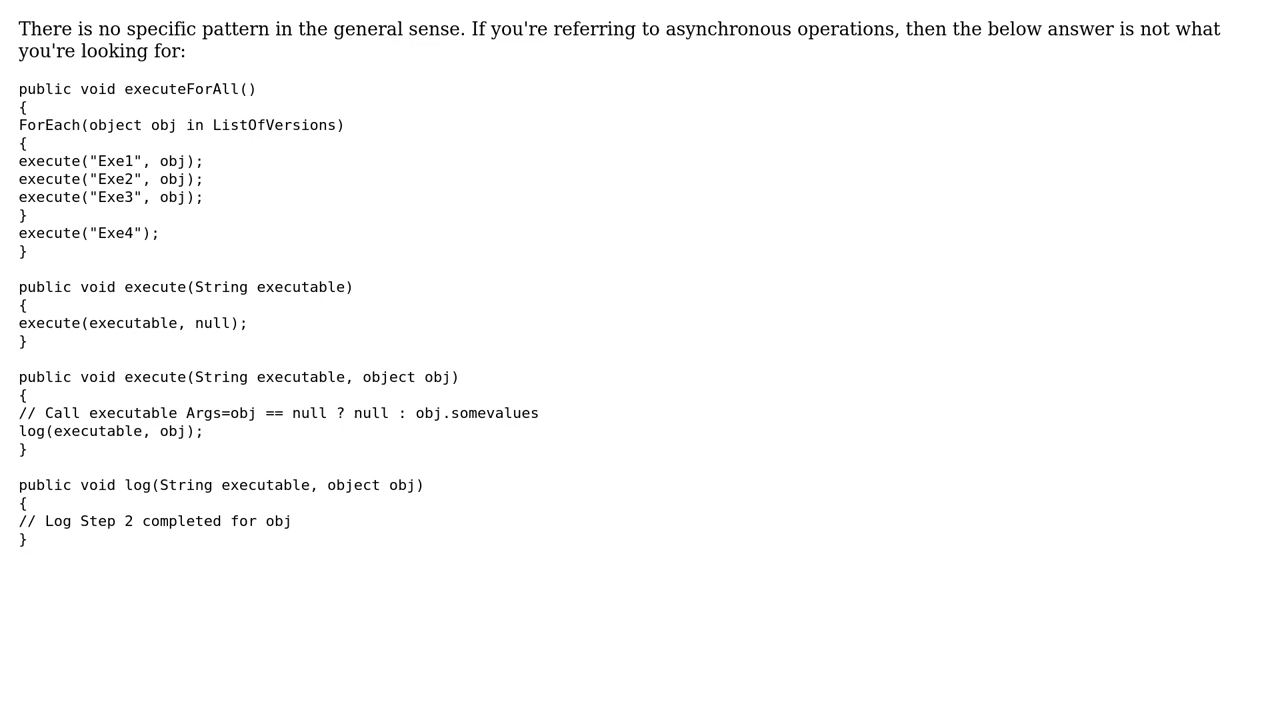 There is no specific pattern in the general sense. If you're referring to asynchronous operations, then the below answer is not what
you're looking for:
public void executeForAll()
{
ForEach(object obj in ListOfVersions)
{
execute("Exe1", obj);
execute("Exe2", obj);
execute("Exe3", obj);
}
execute("Exe4");
}
public void execute(String executable)
{
execute(executable, null);
}
public void execute(String executable, object obj)
{
// Call executable Args=obj == null ? null : obj.somevalues
log(executable, obj);
}
public void log(String executable, object obj)
{
// Log Step 2 completed for obj
}